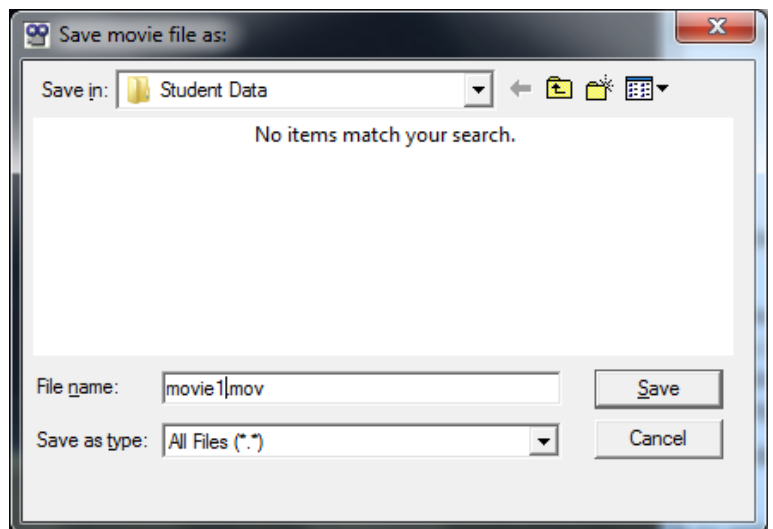 Save movie file as:
Save in: Student Data
No items match your search.
File name: movie1.mov Save
Save as type: All Files (*.*) Cancel